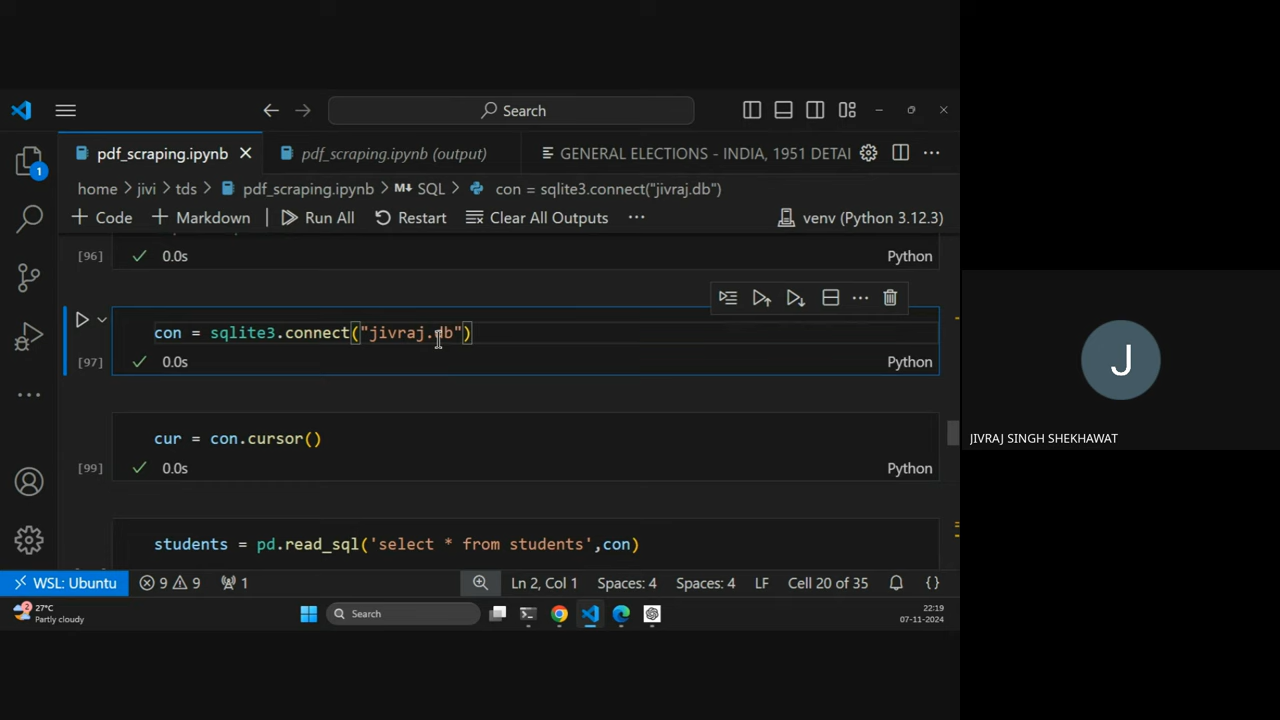 Search
pdf_scraping.ipynb
pdf_scraping.ipynb (output)
GENERAL ELECTIONS - INDIA, 1951 DETAI
home > jivi > tds > pdf_scraping.ipynb > M↓ SQL > con = sqlite3.connect("jivraj.db")
+ Code + Markdown | Run All Restart Clear All Outputs ... venv (Python 3.12.3)
[96] 0.0s Python
con = sqlite3.connect("jivraj.db")
[97] 0.0s Python
cur = con.cursor()
[99] 0.0s Python
students = pd.read_sql('select * from students',con)
1
J
JIVRAJ SINGH SHEKHAWAT
WSL: Ubuntu 9 9 1 Ln 2, Col 1 Spaces: 4 Spaces: 4 LF Cell 20 of 35 {}
27°C
Partly cloudy
Search
22:19
07-11-2024